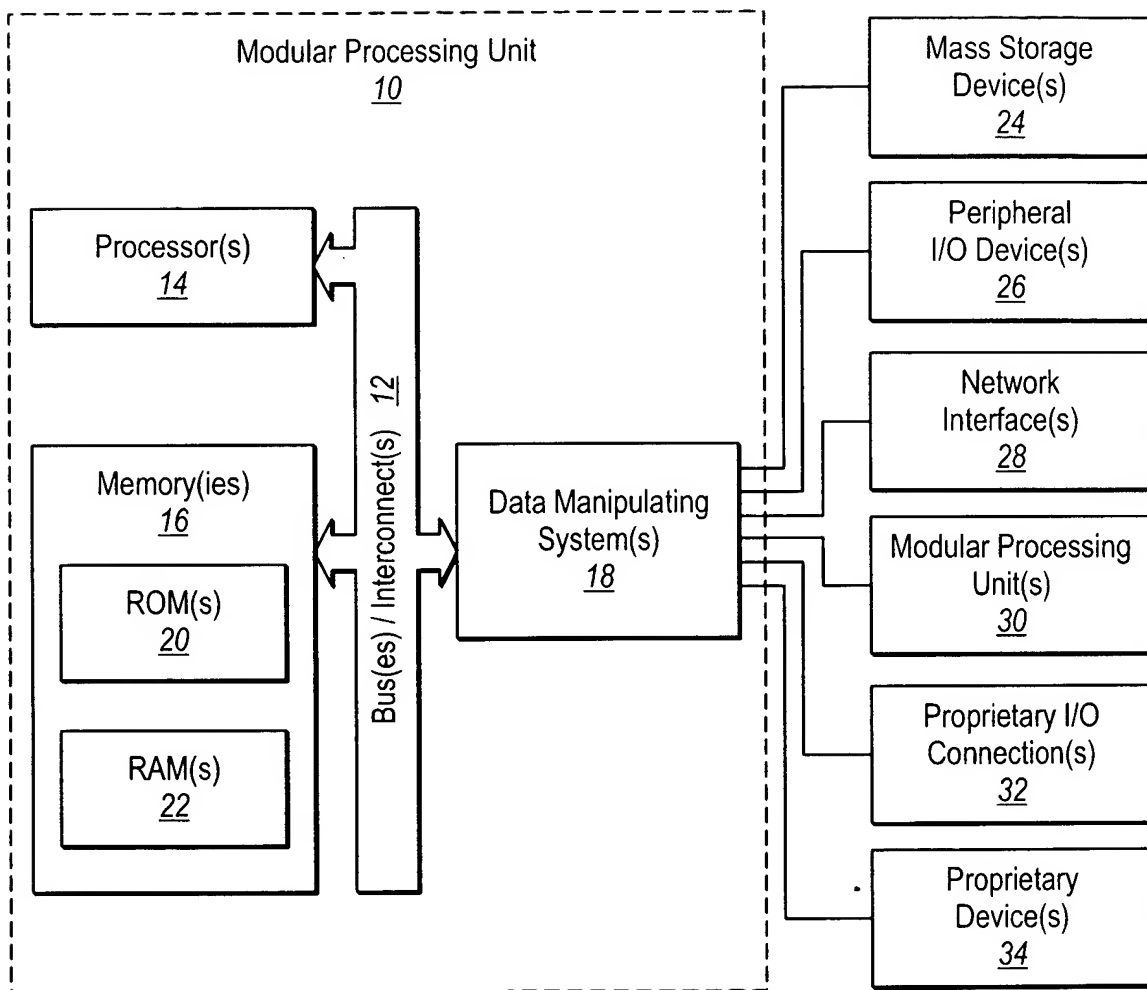 Modular Processing Unit
10
Processor(s)
14
Memory(ies)
16
ROM(s)
20
RAM(s)
22
Bus(es) / Interconnect(s) 12
Data Manipulating
System(s)
18
Mass Storage
Device(s)
24
Peripheral
I/O Device(s)
26
Network
Interface(s)
28
Modular Processing
Unit(s)
30
Proprietary I/O
Connection(s)
32
Proprietary
Device(s)
34